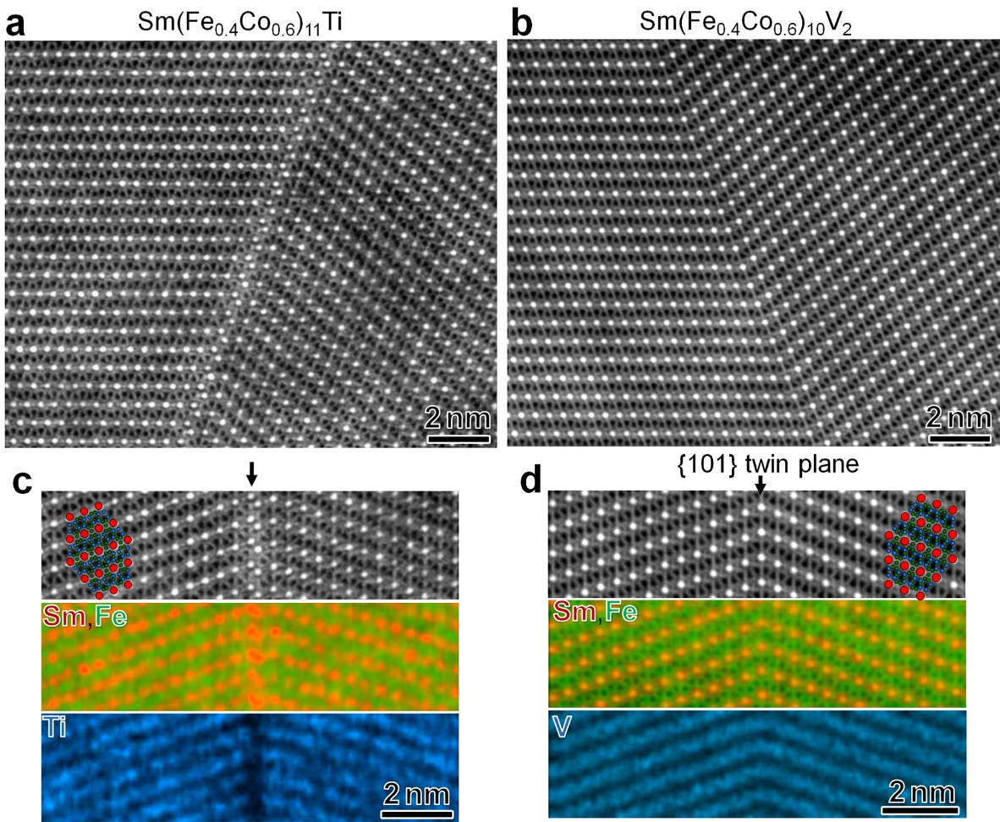 a Sm(Fe0.4Co0.6)11Ti
b Sm(Fe0.4Co0.6)10V2
2 nm
2 nm
c
d {101} twin plane
Sm,Fe
Sm,Fe
Ti
V
2 nm
2 nm